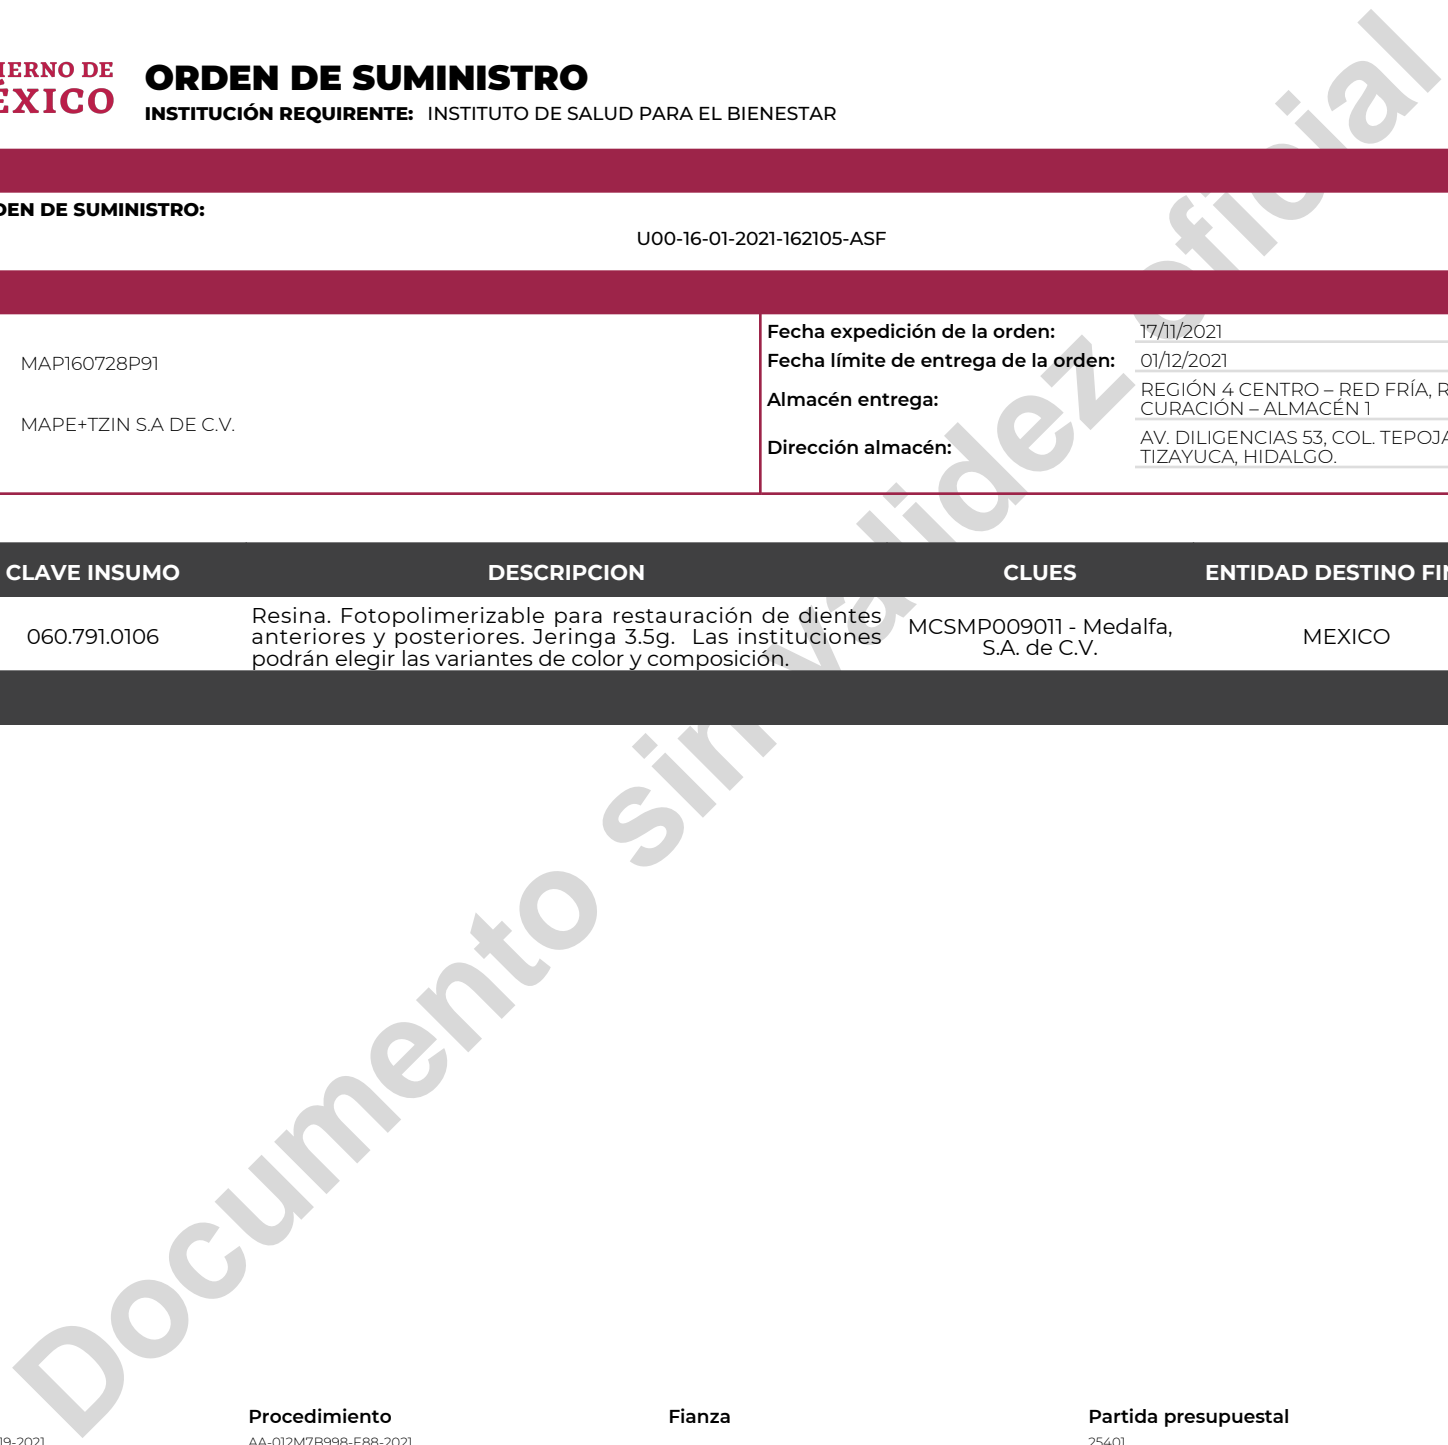 ORDEN DE SUMINISTRO
INSTITUCIÓN REQUIRENTE: INSTITUTO DE SALUD PARA EL BIENESTAR
DE
MÉXICO
DE SUMINISTRO:
U00-16-01-2021-162105-ASF
MAP160728P91
MAPE+TZIN S.A DE C.V.
Fecha expedición de la orden: 17/11/2021
Fecha límite de entrega de la orden: 01/12/2021
Almacén entrega: REGIÓN 4 CENTRO – RED FRÍA,
CURACIÓN – ALMACÉN 1
Dirección almacén: AV. DILIGENCIAS 53, COL.
TIZAYUCA, HIDALGO.
CLAVE INSUMO DESCRIPCION CLUES ENTIDAD DESTINO
060.791.0106
Resina. Fotopolimerizable para restauración de dientes
anteriores y posteriores. Jeringa 3.5g. Las instituciones
podrán elegir las variantes de color y composición.
MCSMP009011 - Medalfa,
S.A. de C.V.
MEXICO
Documento sin validez oficial
Procedimiento Fianza Partida presupuestal
AA-012M7B998-E88-2021 25401